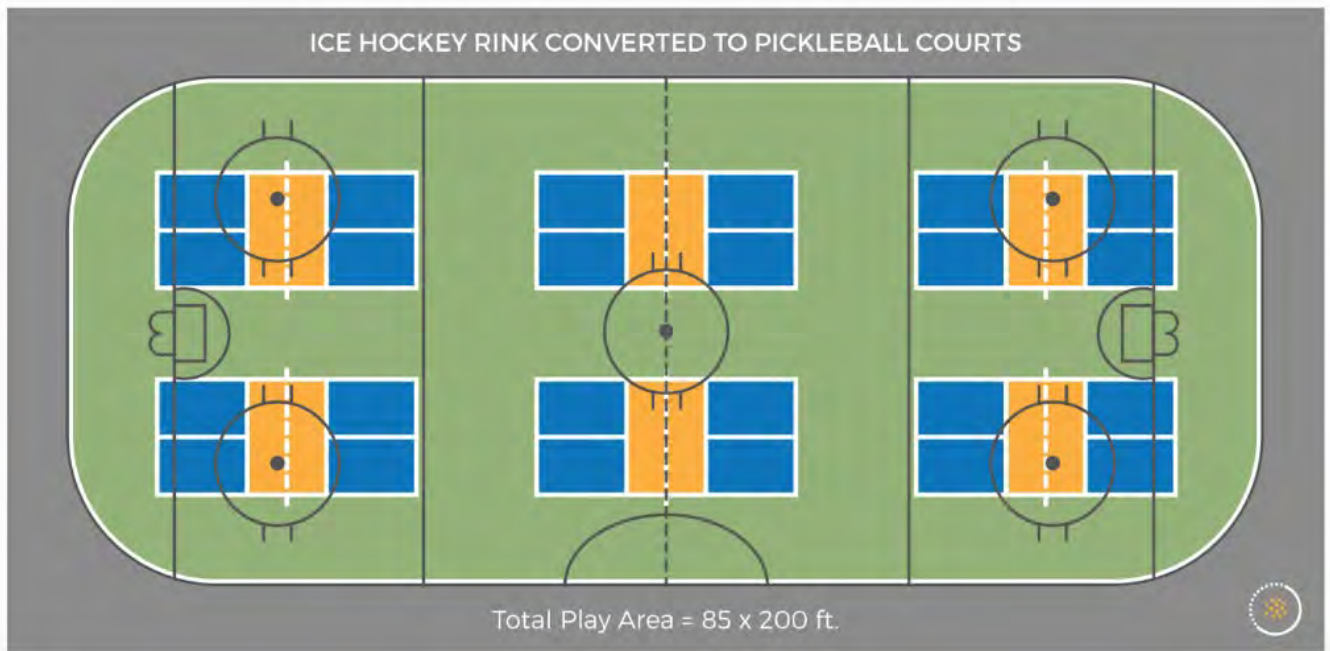 ICE HOCKEY RINK CONVERTED TO PICKLEBALL COURTS
Total Play Area = 85 x 200 ft.